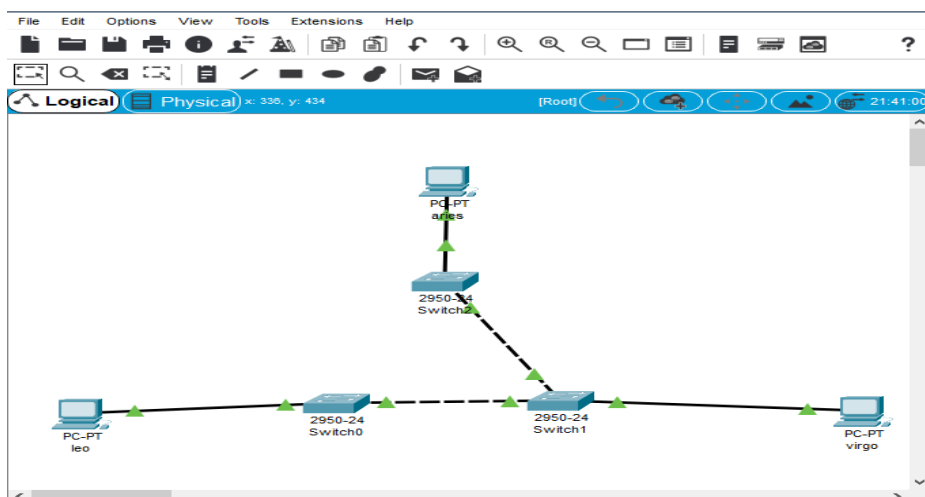 File Edit Options View Tools Extensions Help
?
Logical Physical x: 336, y: 434 [Root] 21:41:00
PC-PT
aries
2950-24
Switch2
2950-24
Switch0
2950-24
Switch1
PC-PT
leo
PC-PT
virgo